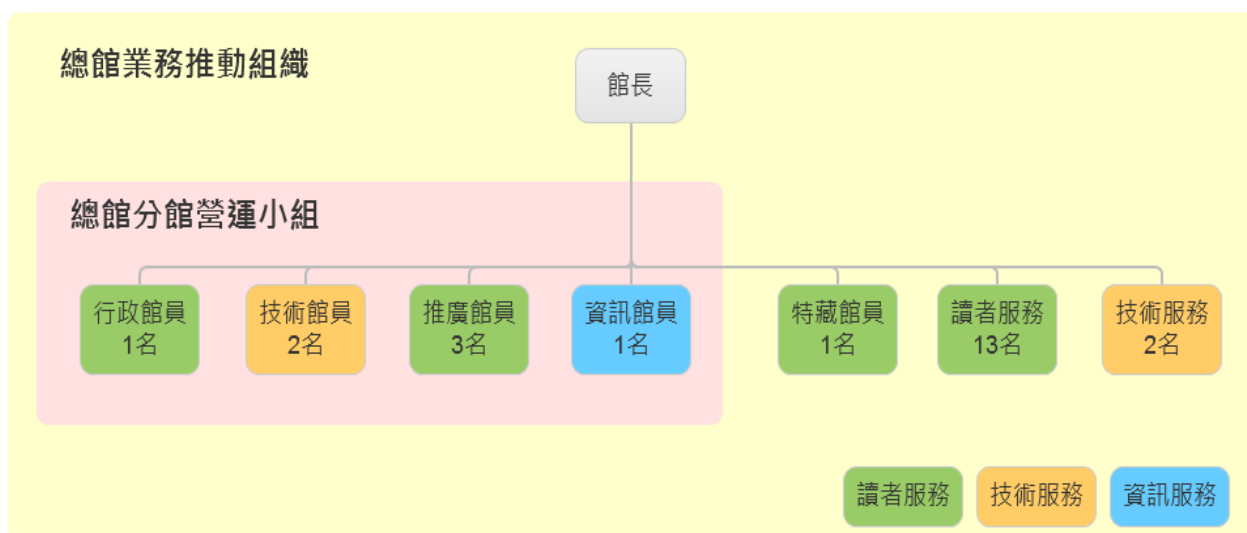 總館業務推動組織
館長
總館分館營運小組
行政館員
1名
技術館員
2名
推廣館員
3名
資訊館員
1名
特藏館員
1名
讀者服務
13名
技術服務
2名
讀者服務
技術服務
資訊服務